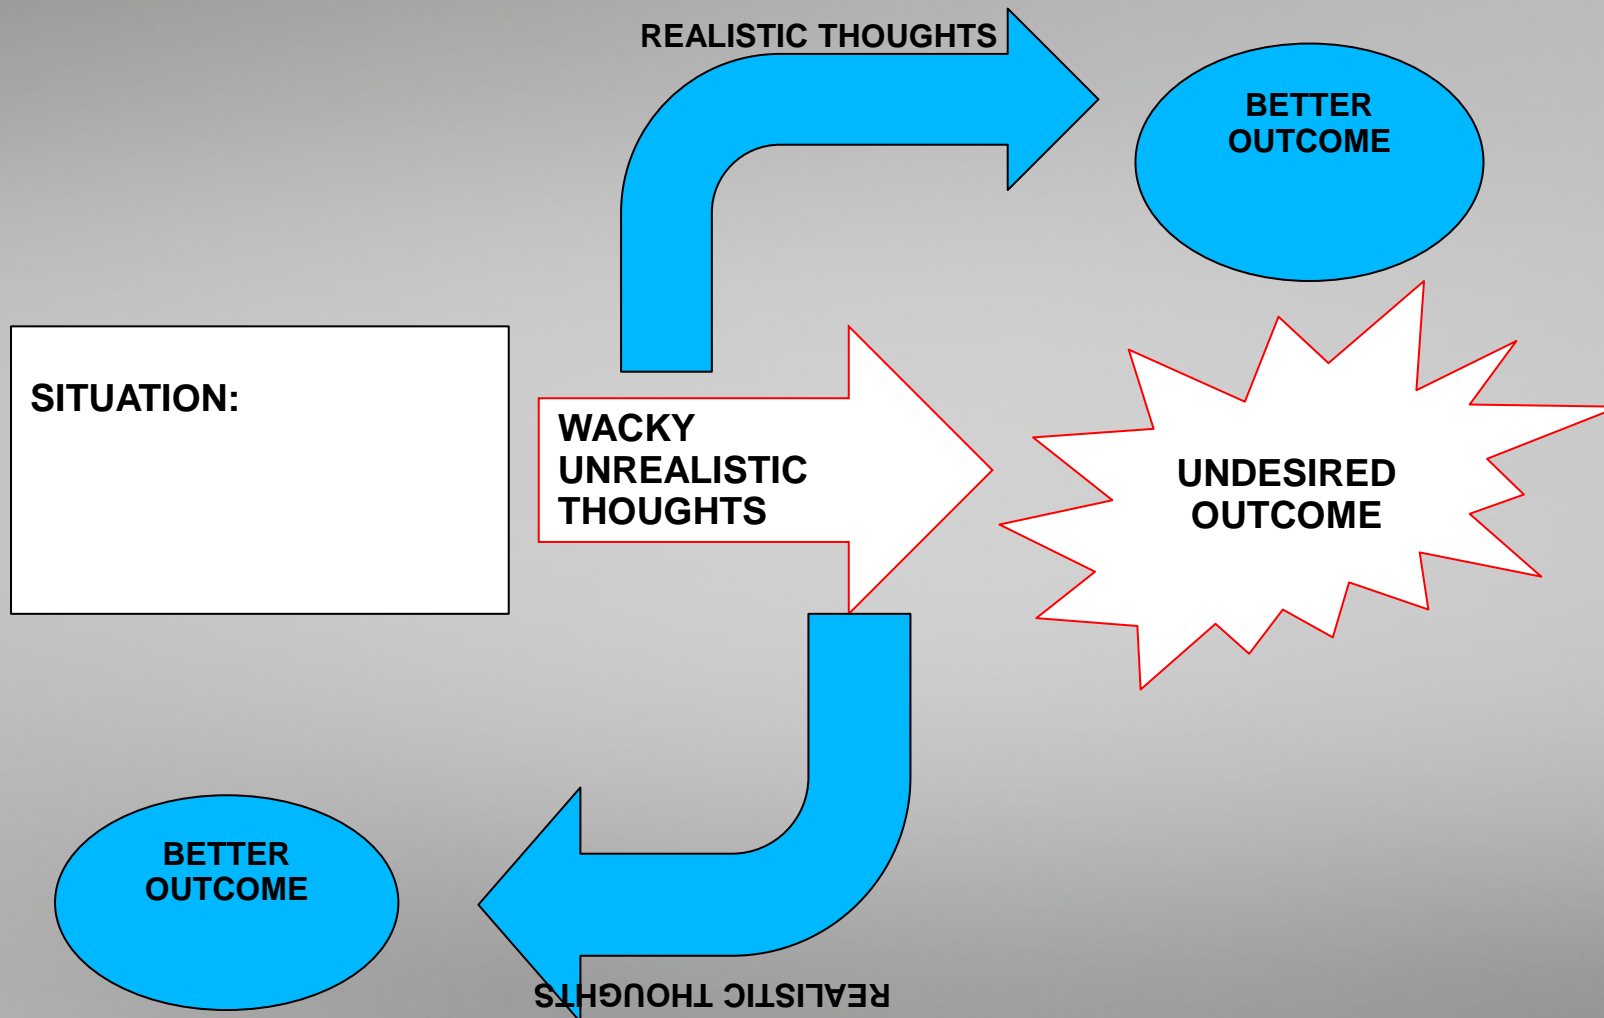 REALISTIC THOUGHTS
BETTER
OUTCOME
SITUATION:
WACKY
UNREALISTIC
THOUGHTS
UNDESIRED
OUTCOME
BETTER
OUTCOME
REALISTIC THOUGHTS